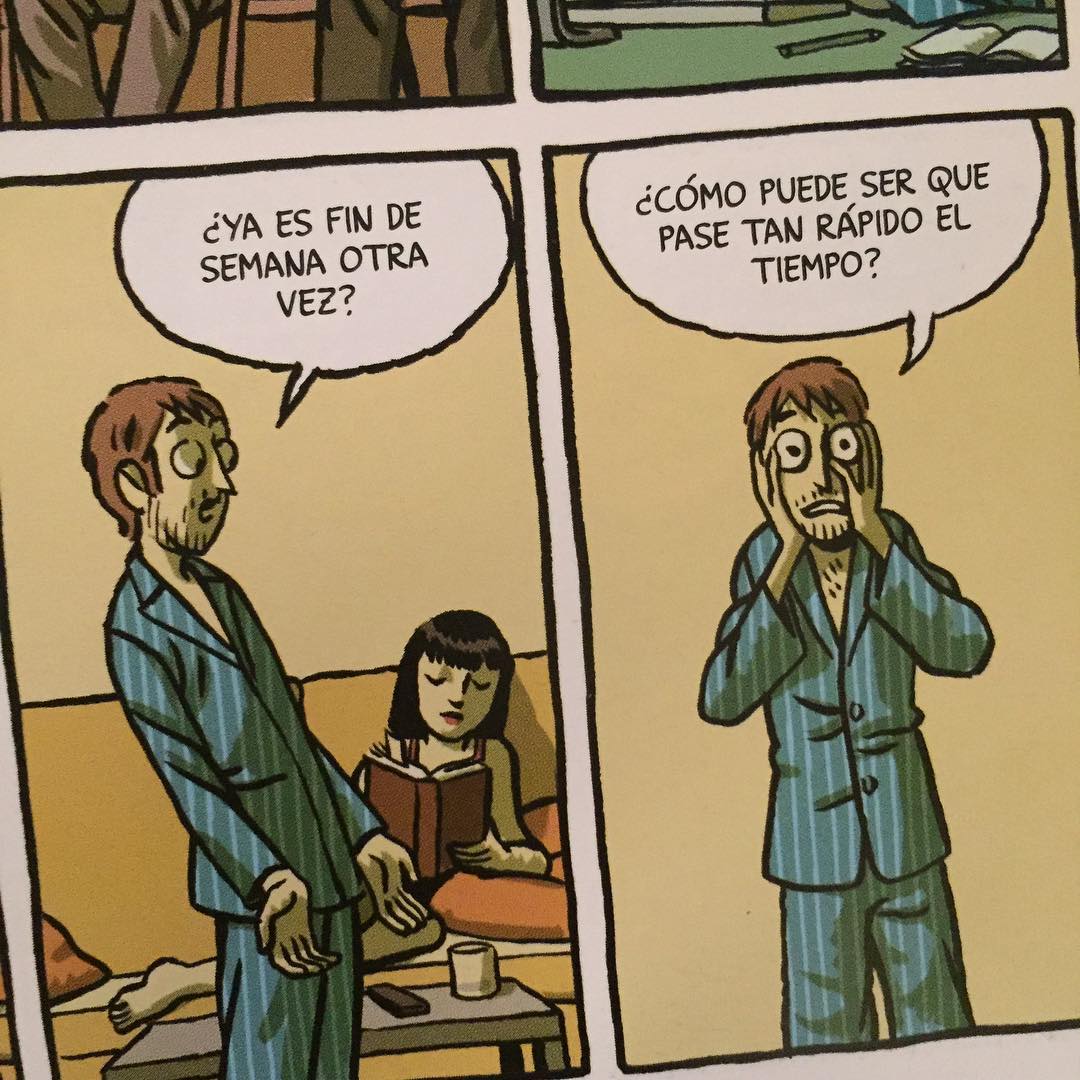 ¿YA ES FIN DE
SEMANA OTRA
VEZ?
¿CÓMO PUEDE SER QUE
PASE TAN RÁPIDO EL
TIEMPO?